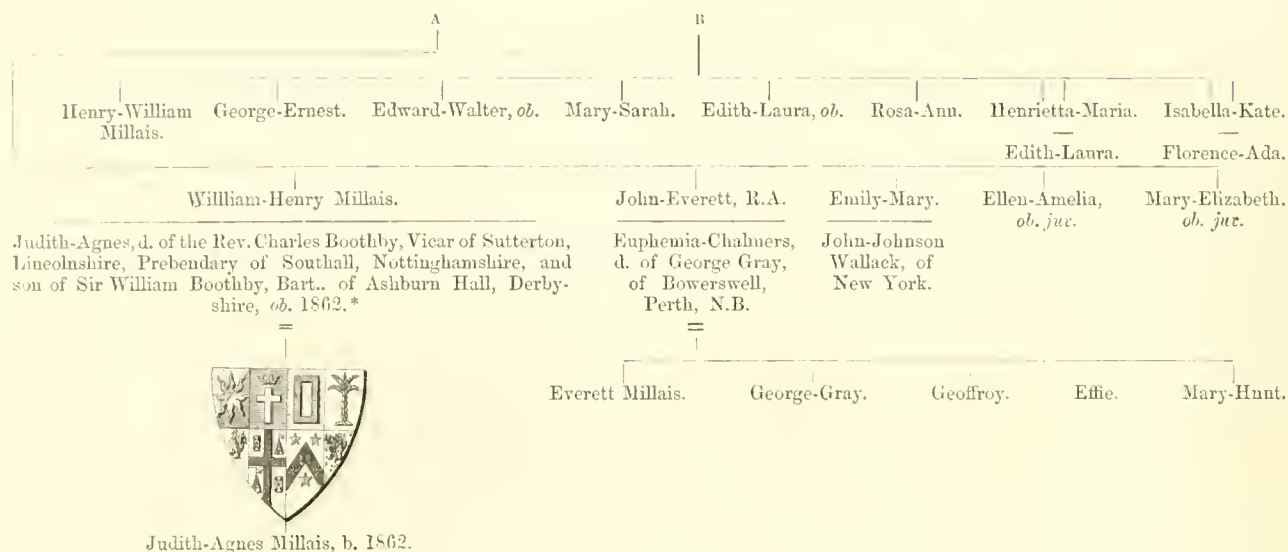 A B
Henry-William George-Ernest. Edward-Walter, ob. Mary-Sarah. Edith-Laura, ob. Rosa-Ann. Henrietta-Maria. Isabella-Kate.
Millais.
Edith-Laura. Florence-Ada.
Willliam-Henry Millais. John-Everett, R.A. Emily-Mary. Ellen-Amelia, Mary-Elizabeth.
ob. juv. ob. juv.
Judith-Agnes, d. of the Rev. Charles Boothby, Vicar of Sutterton,
Lincolnshire, Prebendary of Southall, Nottinghamshire, and
son of Sir William Boothby, Bart.. of Ashburn Hall, Derby-
shire, ob. 1862.*
Euphemia-Chalmers,
d. of George Gray,
of Bowerswell,
Perth, N.B.
John-Johnson
Wallack, of
New York.
=
=
Everett Millais. George-Gray. Geoffroy. Effie. Mary-Hunt.
Judith-Agnes Millais, b. 1862.